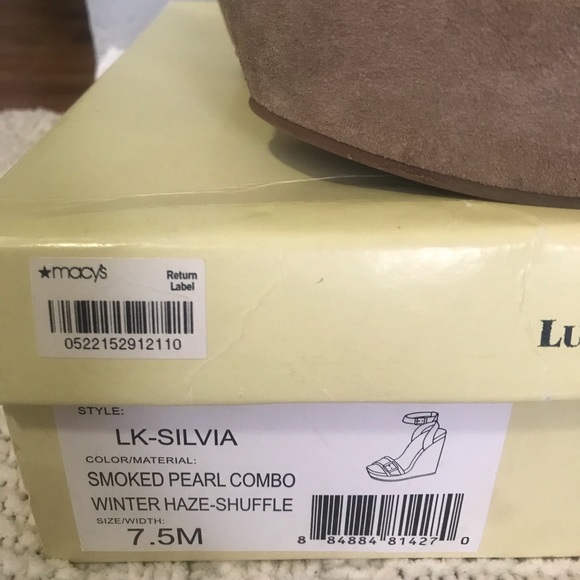 ★macy's
Return
Label
0522152912110
Lu
STYLE:
LK-SILVIA
COLOR/MATERIAL:
SMOKED PEARL COMBO
WINTER HAZE-SHUFFLE
SIZE/WIDTH:
7.5M
8 84884 81427 0